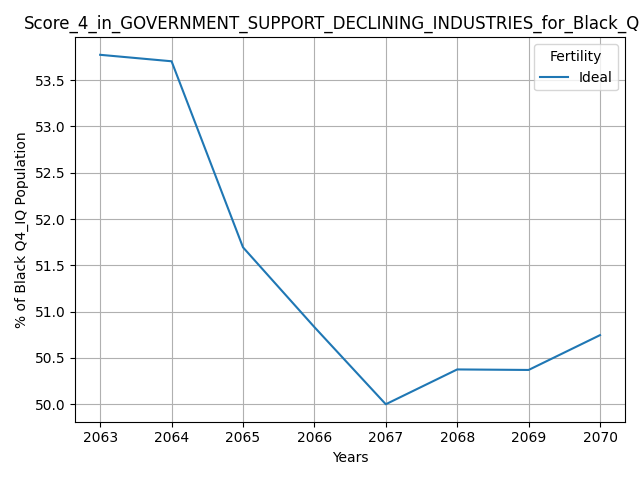 Score_4_in_GOVERNMENT_SUPPORT_DECLINING_INDUSTRIES_for_Black_Q
Fertility
Ideal
53.5
53.0
52.5
52.0
51.5
51.0
50.5
50.0
% of Black Q4_IQ Population
2063 2064 2065 2066 2067 2068 2069 2070
Years